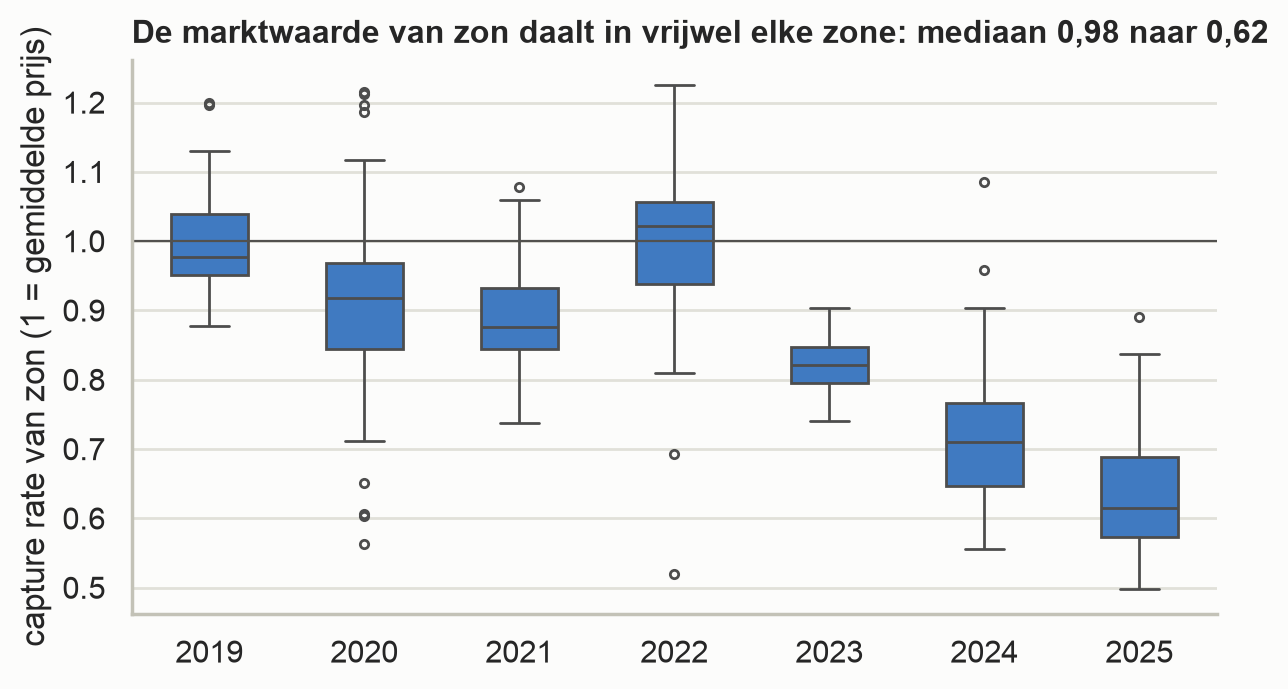 De marktwaarde van zon daalt in vrijwel elke zone: mediaan 0,98 naar 0,62
capture rate van zon (1 = gemiddelde prijs)
1.2
1.1
1.0
0.9
0.8
0.7
0.6
0.5
2019 2020 2021 2022 2023 2024 2025